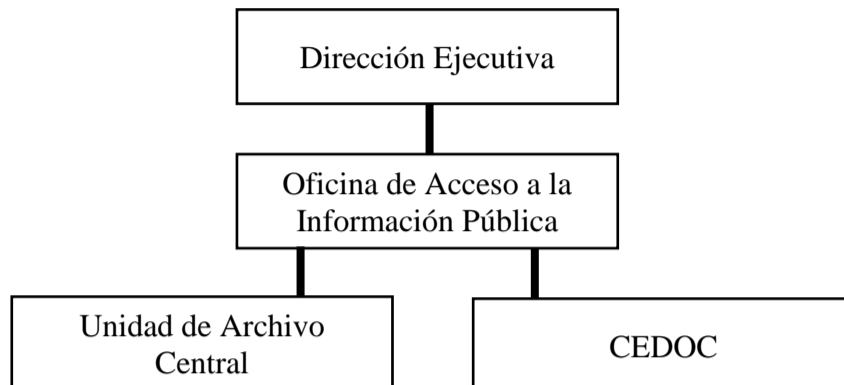 Dirección Ejecutiva
Oficina de Acceso a la
Información Pública
Unidad de Archivo
Central
CEDOC